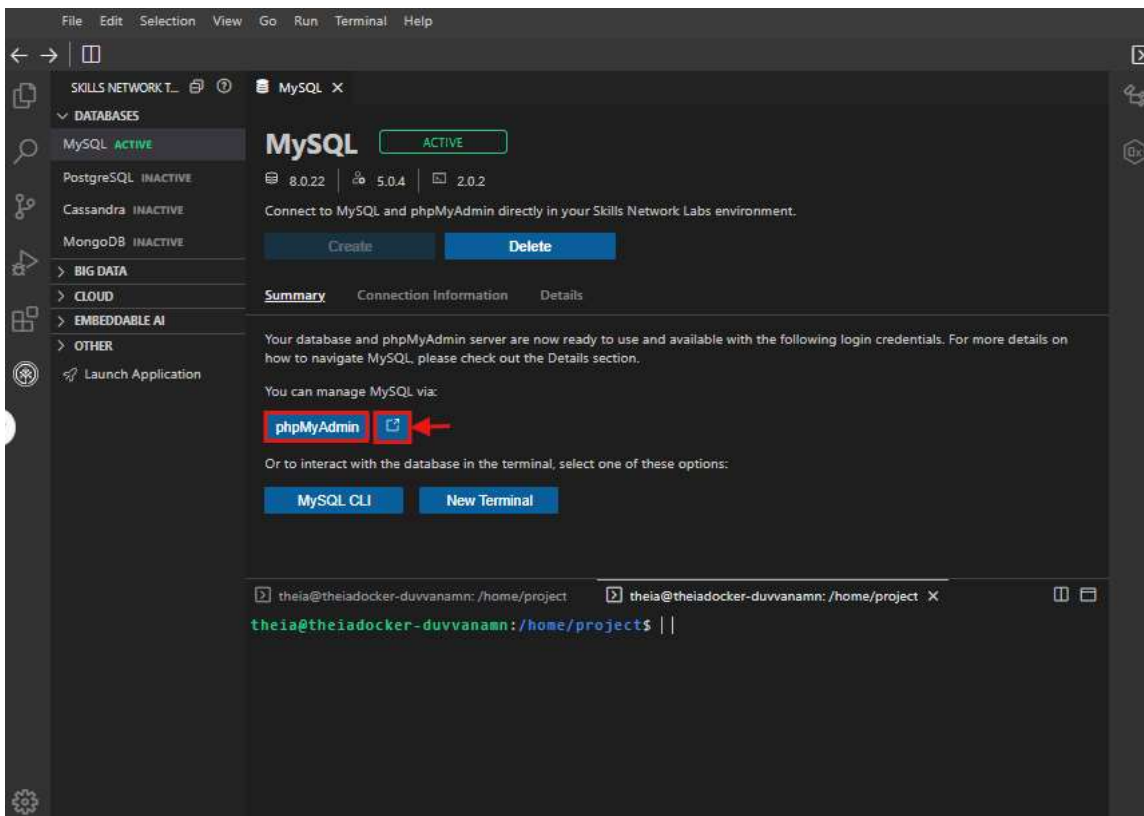 File Edit Selection View Go Run Terminal Help
SKILLS NETWORK T...
MySQL
DATABASES
MySQL ACTIVE
PostgreSQL INACTIVE
Cassandra INACTIVE
MongoDB INACTIVE
BIG DATA
CLOUD
EMBEDDABLE AI
OTHER
Launch Application
MySQL ACTIVE
8.0.22 5.0.4 2.0.2
Connect to MySQL and phpMyAdmin directly in your Skills Network Labs environment.
Create Delete
Summary Connection Information Details
Your database and phpMyAdmin server are now ready to use and available with the following login credentials. For more details on
how to navigate MySQL, please check out the Details section.
You can manage MySQL via:
phpMyAdmin
Or to interact with the database in the terminal, select one of these options:
MySQL CLI New Terminal
theia@theiadocker-duvvanamn: /home/project theia@theiadocker-duvvanamn: /home/project
theia@theiadocker-duvvanamn:/home/project$